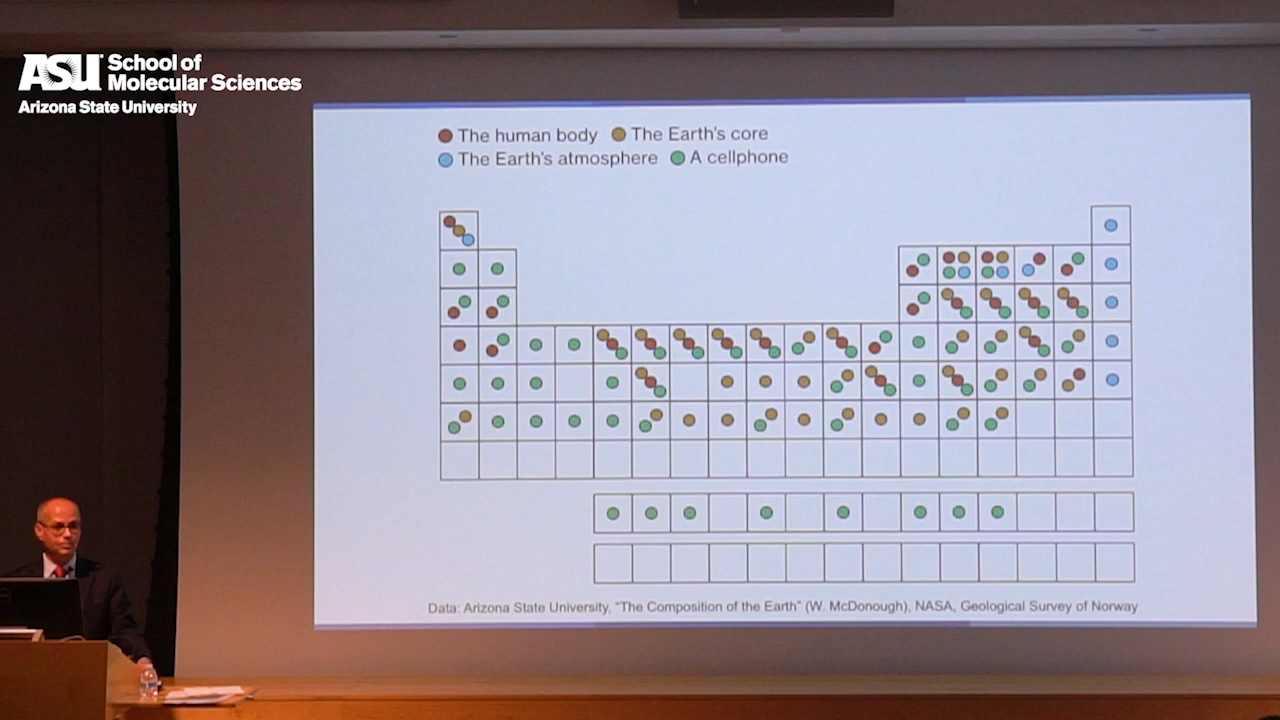 ASU School of
Molecular Sciences
Arizona State University
The human body The Earth's core
The Earth's atmosphere A cellphone
Data: Arizona State University, "The Composition of the Earth" (W. McDonough), NASA, Geological Survey of Norway